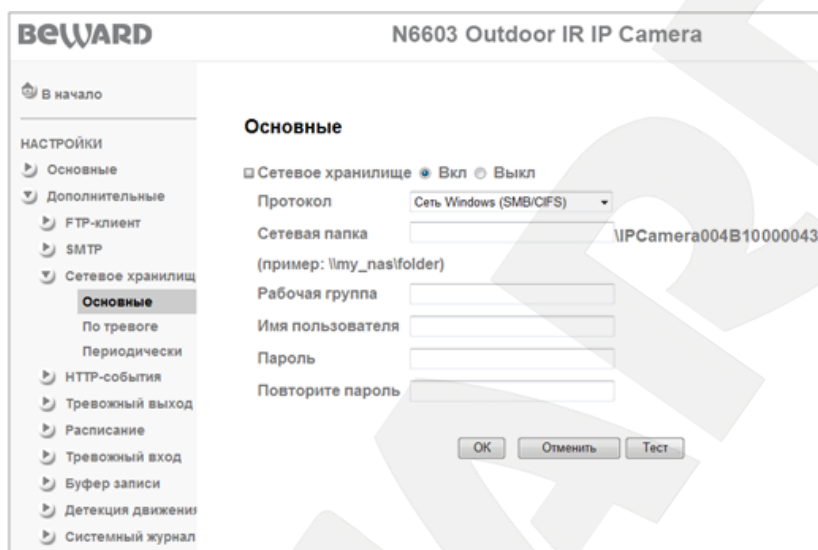 BEWARD
N6603 Outdoor IR IP Camera
В начало
НАСТРОЙКИ
Основные
Дополнительные
FTP-клиент
SMTP
Сетевое хранилищ
Основные
По тревоге
Периодически
HTTP-события
Тревожный выход
Расписание
Тревожный вход
Буфер записи
Детекция движения
Системный журнал
Основные
Сетевое хранилище Вкл Выкл
Протокол Сеть Windows (SMB/CIFS)
Сетевая папка \IPCamera004B10000043
(пример: \\my_nas\folder)
Рабочая группа
Имя пользователя
Пароль
Повторите пароль
OK Отменить Тест